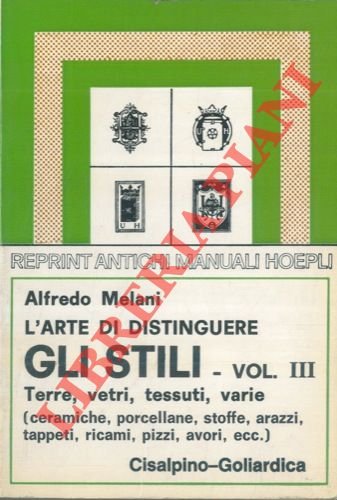 U H
U H
REPRINT ANTICHI MANUALI HOEPLI
Alfredo Melani
L'ARTE DI DISTINGUERE
GLI STILI - VOL. III
Terre, vetri, tessuti, varie
(ceramiche, porcellane, stoffe, arazzi,
tappeti, ricami, pizzi, avori, ecc.)
Cisalpino-Goliardica
LIBRERIA PIANI